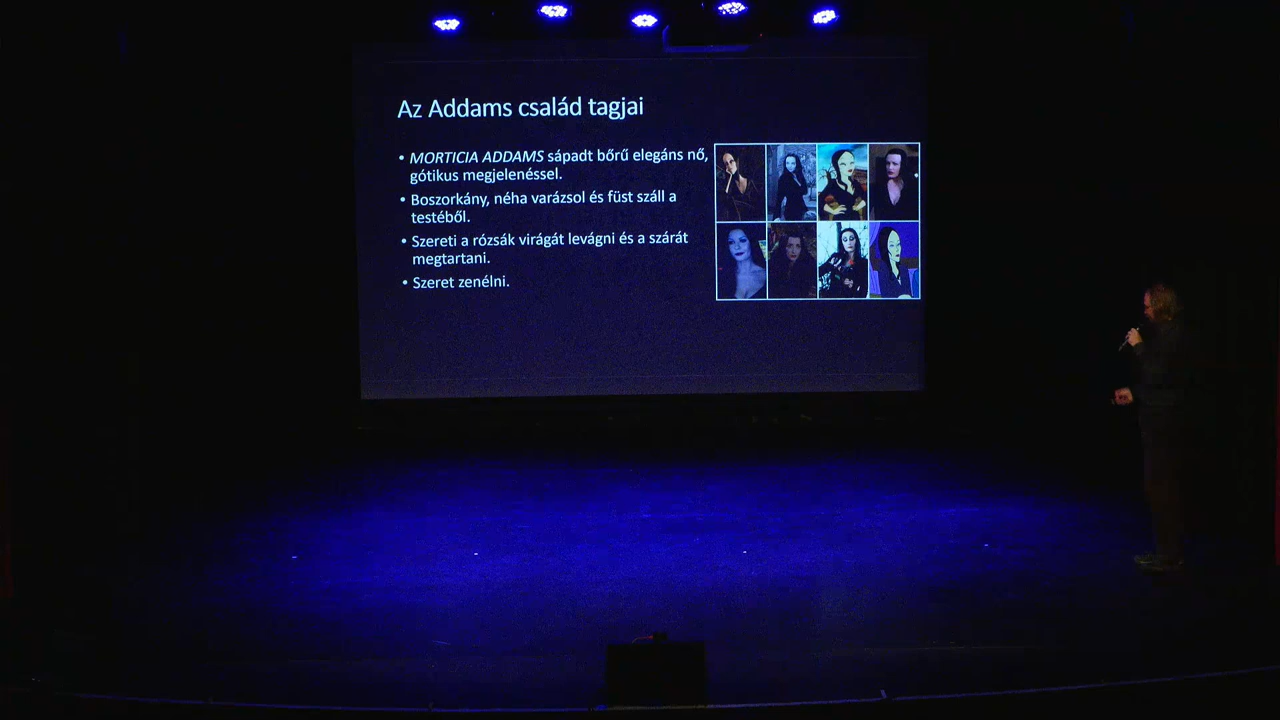 Az Addams család tagjai
• MORTICIA ADDAMS sápadt bőrű elegáns nő,
gótikus megjelenéssel.
• Boszorkány, néha varázsol és füst száll a
testéből.
• Szereti a rózsák virágát levágni és a szárát
megtartani.
• Szeret zenélni.